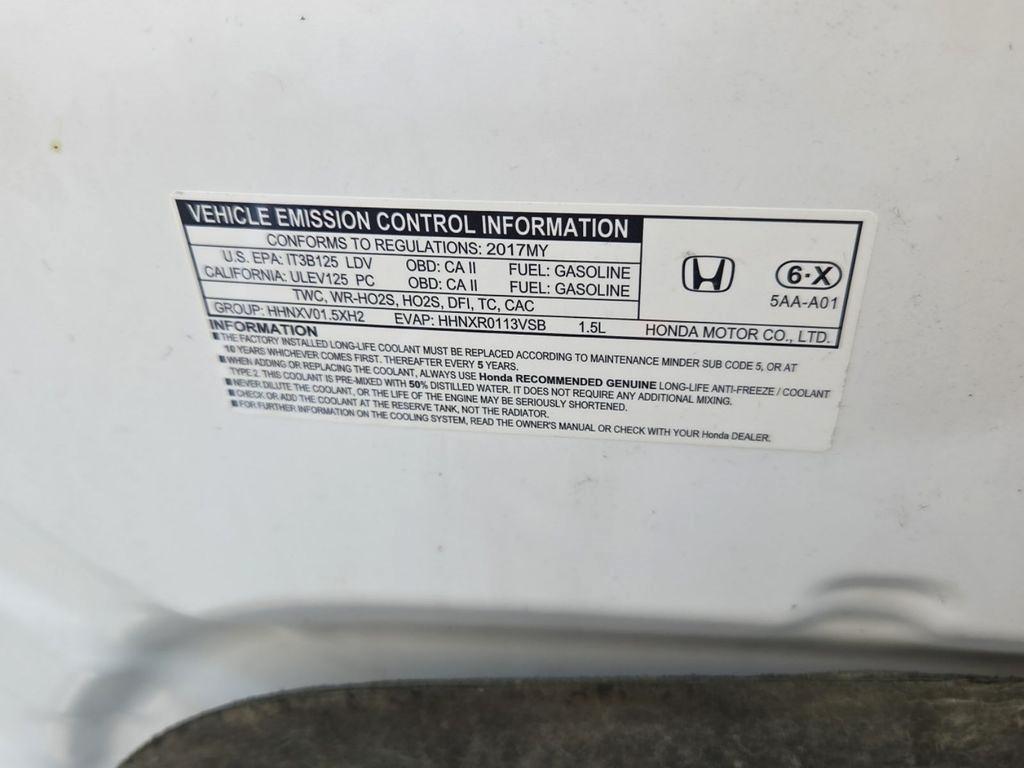 VEHICLE EMISSION CONTROL INFORMATION
CONFORMS TO REGULATIONS: 2017MY
U.S. EPA: IT3B125 LDV OBD: CA II FUEL: GASOLINE
CALIFORNIA: ULEV125 PC OBD: CA II FUEL: GASOLINE
TWC, WR-HO2S, HO2S, DFI, TC, CAC
GROUP: HHNXV01.5XH2 EVAP: HHNXR0113VSB 1.5L
6·X
5AA-A01
HONDA MOTOR CO., LTD.
INFORMATION
■THE FACTORY INSTALLED LONG-LIFE COOLANT MUST BE REPLACED ACCORDING TO MAINTENANCE MINDER SUB CODE 5, OR AT
10 YEARS WHICHEVER COMES FIRST. THEREAFTER EVERY 5 YEARS.
■WHEN ADDING OR REPLACING THE COOLANT, ALWAYS USE Honda RECOMMENDED GENUINE LONG-LIFE ANTI-FREEZE / COOLANT
TYPE 2. THIS COOLANT IS PRE-MIXED WITH 50% DISTILLED WATER. IT DOES NOT REQUIRE ANY ADDITIONAL MIXING.
■NEVER DILUTE THE COOLANT, OR THE LIFE OF THE ENGINE MAY BE SERIOUSLY SHORTENED.
■CHECK OR ADD THE COOLANT AT THE RESERVE TANK, NOT THE RADIATOR.
■FOR FURTHER INFORMATION ON THE COOLING SYSTEM, READ THE OWNER'S MANUAL OR CHECK WITH YOUR Honda DEALER.